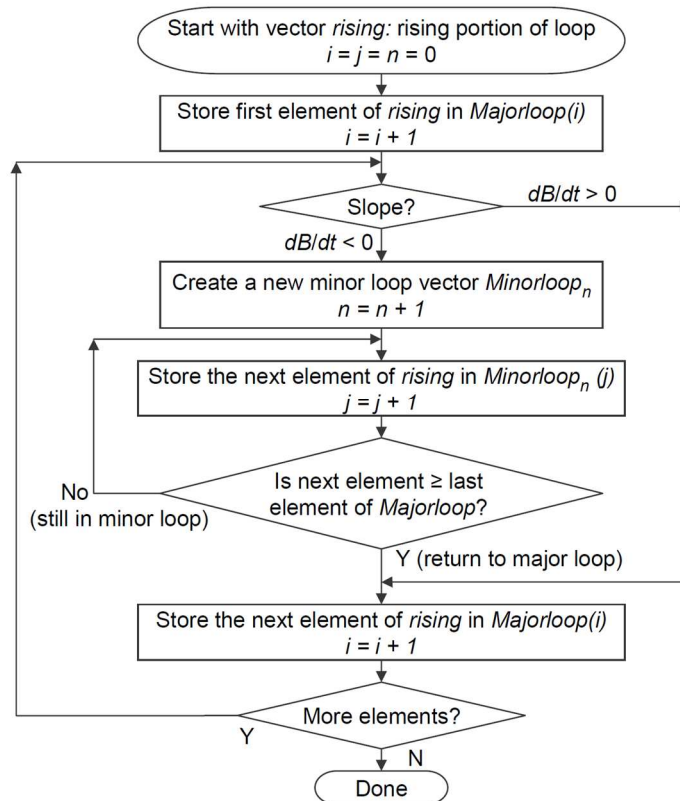 Start with vector rising: rising portion of loop
i = j = n = 0
Store first element of rising in Majorloop(i)
i = i + 1
Slope?
dB/dt > 0
dB/dt < 0
Create a new minor loop vector Minorloopn
n = n + 1
Store the next element of rising in Minorloopn (j)
j = j + 1
Is next element ≥ last
element of Majorloop?
No
(still in minor loop)
Y (return to major loop)
Store the next element of rising in Majorloop(i)
i = i + 1
More elements?
Y
N
Done